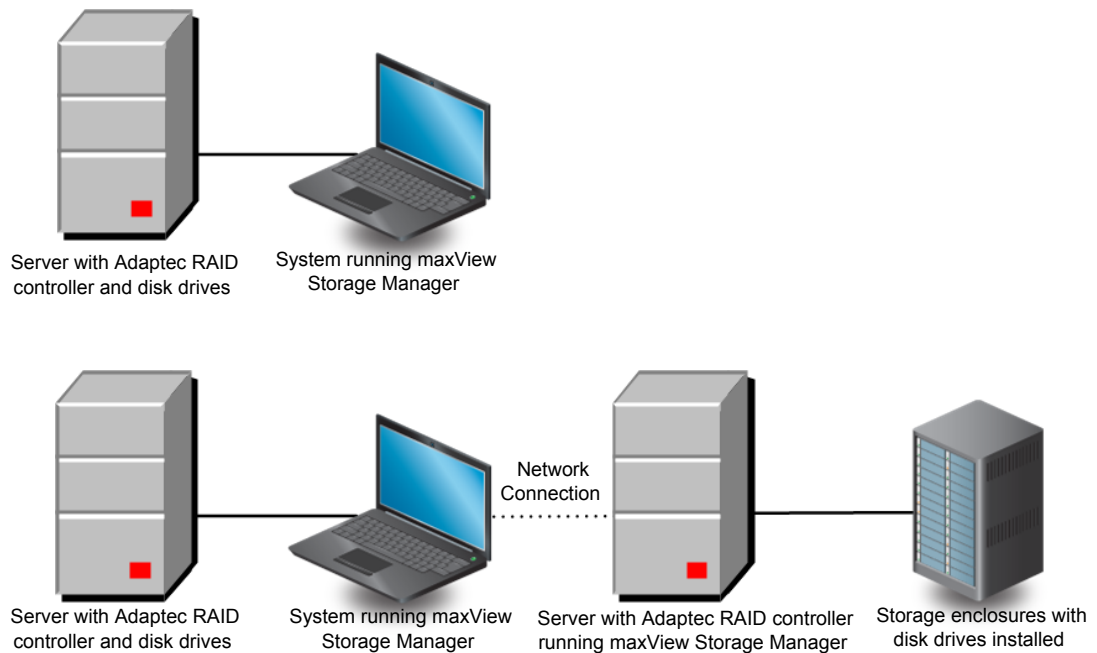 Server with Adaptec RAID
controller and disk drives
System running maxView
Storage Manager
Network
Connection
Server with Adaptec RAID
controller and disk drives
System running maxView
Storage Manager
Server with Adaptec RAID controller
running maxView Storage Manager
Storage enclosures with
disk drives installed